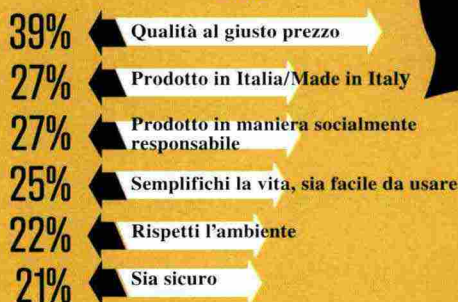 39% Qualità al giusto prezzo
27% Prodotto in Italia/Made in Italy
27% Prodotto in maniera socialmente
responsabile
25% Semplifichi la vita, sia facile da usare
22% Rispetti l'ambiente
21% Sia sicuro